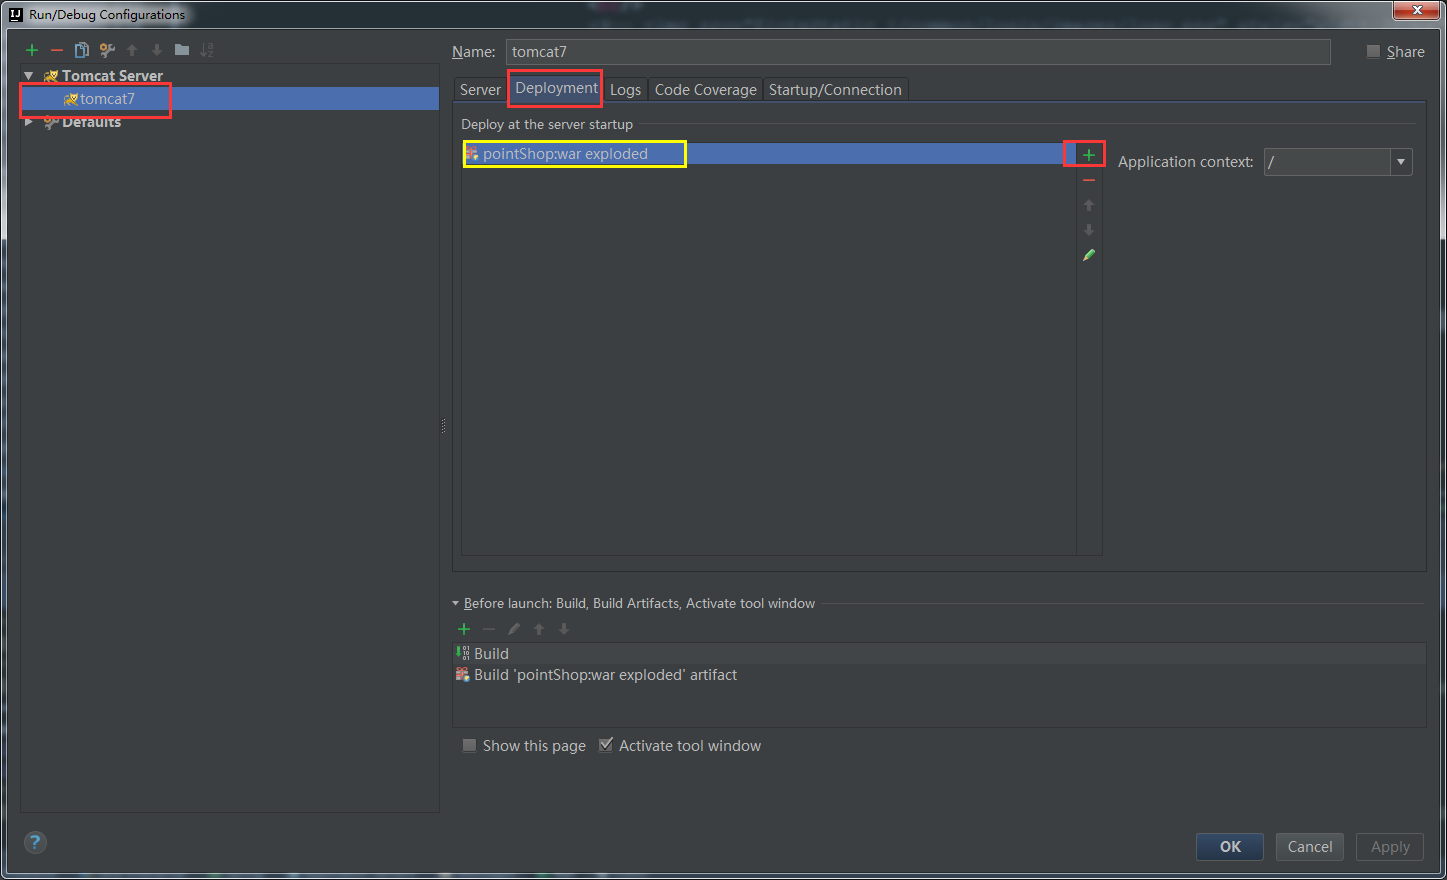 Run/Debug Configurations
Name: tomcat7
Share
Tomcat Server
tomcat7
Defaults
Server Deployment Logs Code Coverage Startup/Connection
Deploy at the server startup
pointShop:war exploded
Application context: /
Before launch: Build, Build Artifacts, Activate tool window
Build
Build 'pointShop:war exploded' artifact
Show this page Activate tool window
? OK Cancel Apply